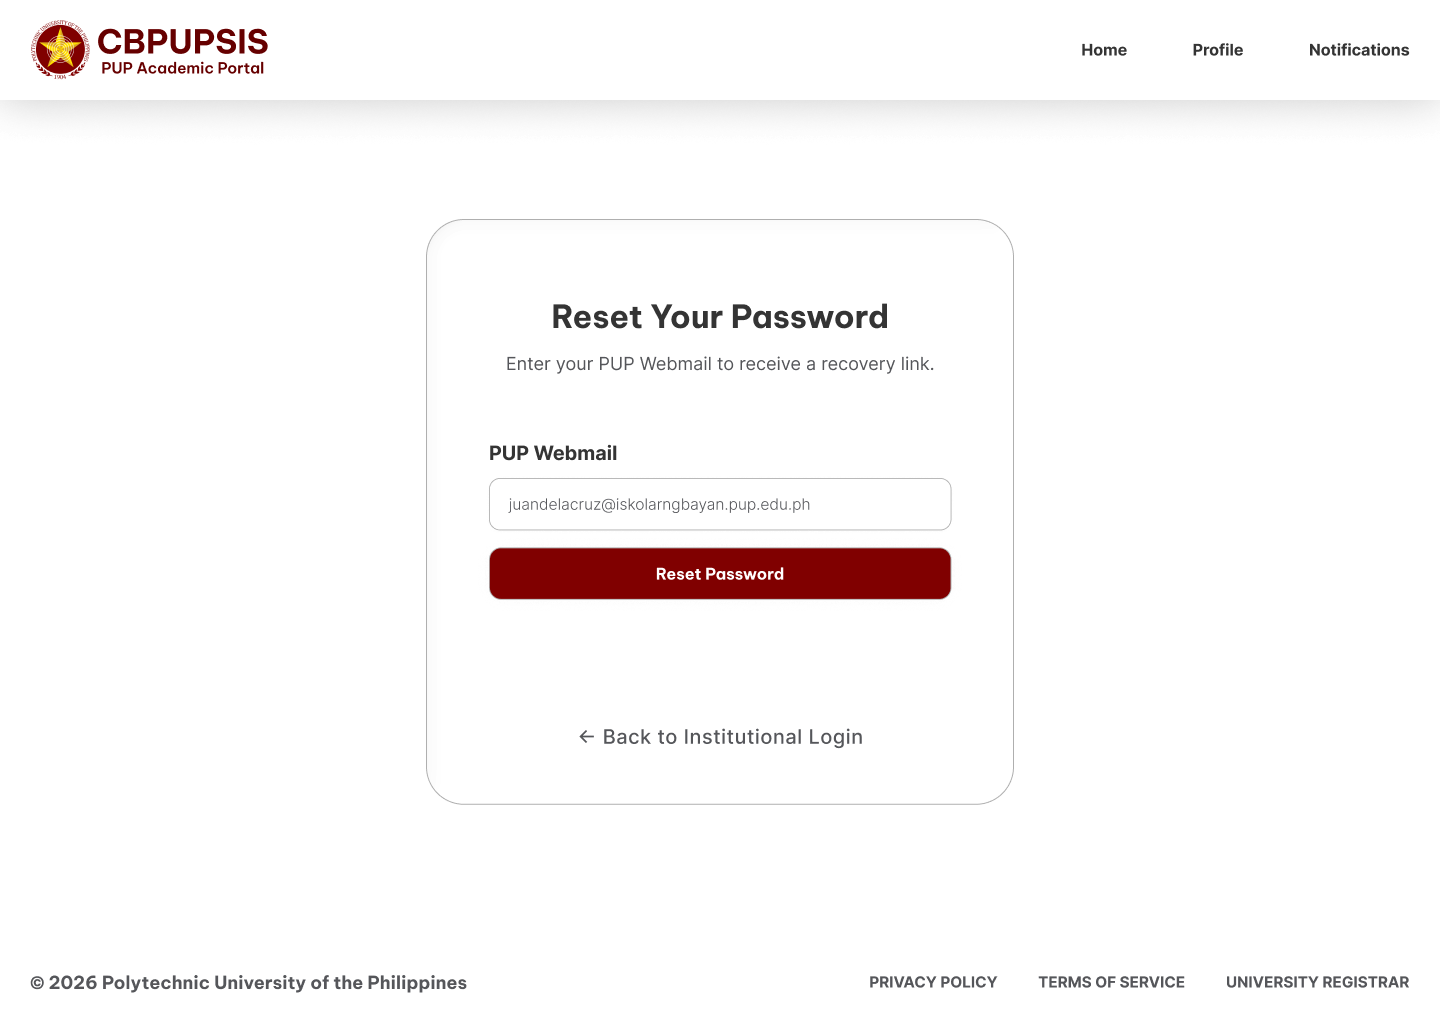 CBPUPSIS
PUP Academic Portal
Home
Profile
Notifications
Reset Your Password
Enter your PUP Webmail to receive a recovery link.
PUP Webmail
juandelacruz@iskolarngbayan.pup.edu.ph
Reset Password
← Back to Institutional Login
© 2026 Polytechnic University of the Philippines
PRIVACY POLICY
TERMS OF SERVICE
UNIVERSITY REGISTRAR